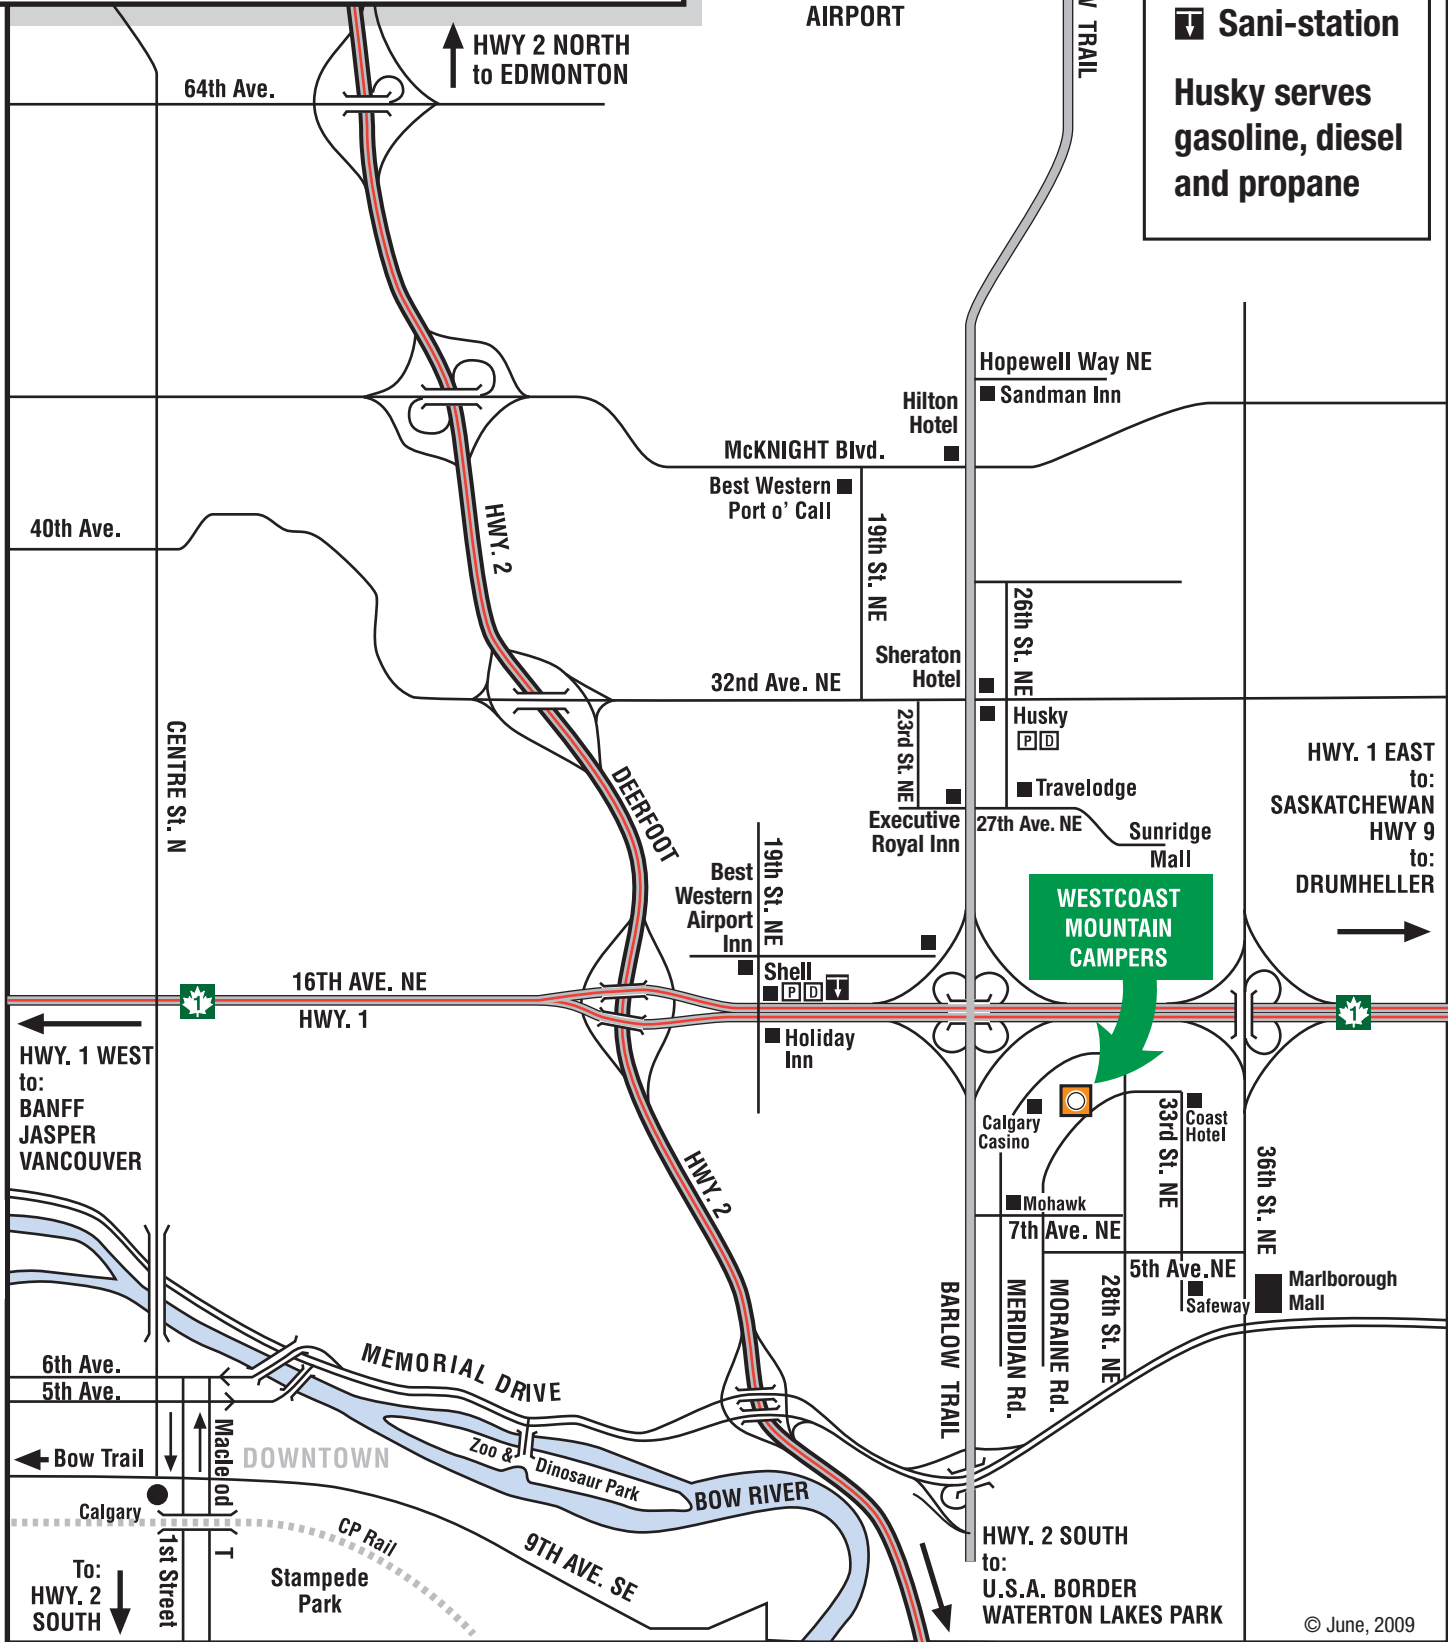 AIRPORT
W TRAIL
Sani-station
Husky serves
gasoline, diesel
and propane
HWY 2 NORTH
to EDMONTON
64th Ave.
Hopewell Way NE
Sandman Inn
Hilton
Hotel
McKNIGHT Blvd.
Best Western
Port o' Call
40th Ave.
HWY. 2
19th St. NE
26th St. NE
Sheraton
Hotel
32nd Ave. NE
23rd St. NE
Husky
P D
Travelodge
HWY. 1 EAST
to:
SASKATCHEWAN
HWY 9
to:
DRUMHELLER
CENTRE St. N
DEERFOOT
Executive
Royal Inn
27th Ave. NE
Sunridge
Mall
Best
Western
Airport
Inn
19th St. NE
WESTCOAST
MOUNTAIN
CAMPERS
16TH AVE. NE
1
HWY. 1
Shell
P D
1
Holiday
Inn
HWY. 1 WEST
to:
BANFF
JASPER
VANCOUVER
Calgary
Casino
33rd St. NE
Coast
Hotel
36th St. NE
HWY. 2
Mohawk
7th Ave. NE
5th Ave.NE
Safeway
Marlborough
Mall
BARLOW TRAIL
MERIDIAN Rd.
MORAINE Rd.
28th St. NE
6th Ave.
5th Ave.
MEMORIAL DRIVE
Bow Trail
Macleod T
DOWNTOWN
Zoo &
Dinosaur Park
BOW RIVER
Calgary
CP Rail
9TH AVE. SE
1st Street
To:
HWY. 2
SOUTH
Stampede
Park
HWY. 2 SOUTH
to:
U.S.A. BORDER
WATERTON LAKES PARK
© June, 2009